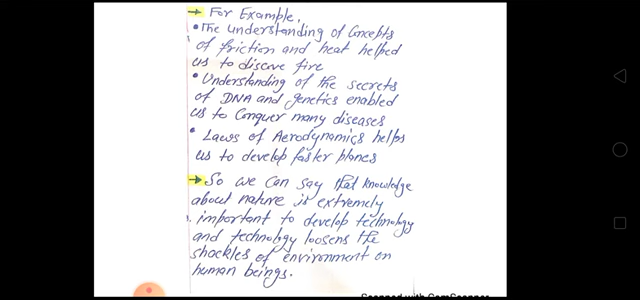 → For Example,
• The understanding of Concepts
of friction and heat helped
us to discove fire
• Understanding of the secrets
of DNA and genetics enabled
us to Conquer many diseases
• Laws of Aerodynamics helps
us to develop faster planes
→ So we can say that knowledge
about nature is extremely
important to develop technology
and technology loosens the
shackles of environment on
human beings.